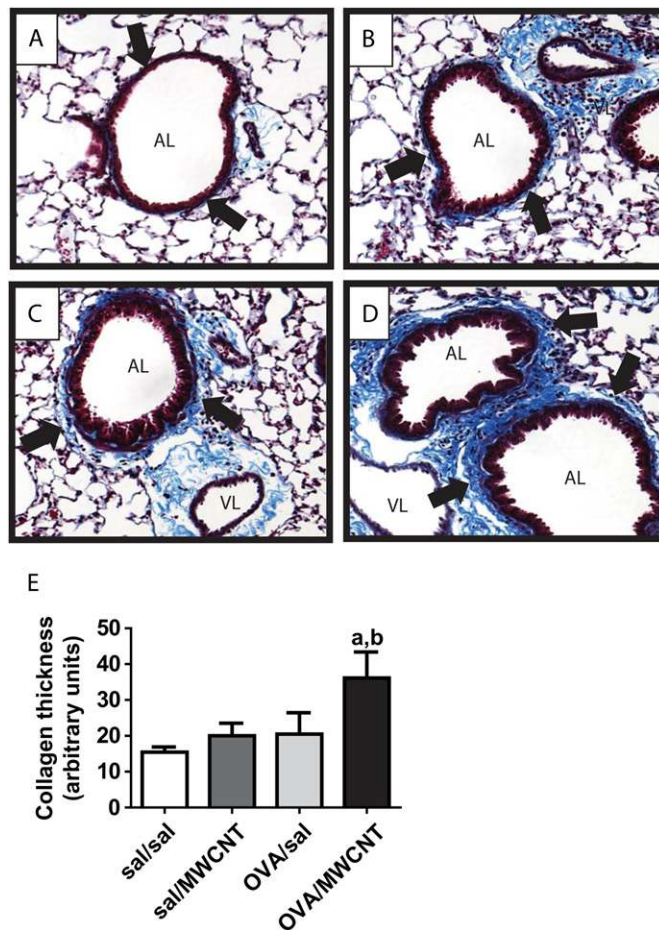 A
AL
B
AL
VL
C
AL
VL
D
AL
AL
VL
E
Collagen thickness
(arbitrary units)
50
40
30
20
10
0
a,b
sal/sal
sal/MWCNT
OVA/sal
OVA/MWCNT